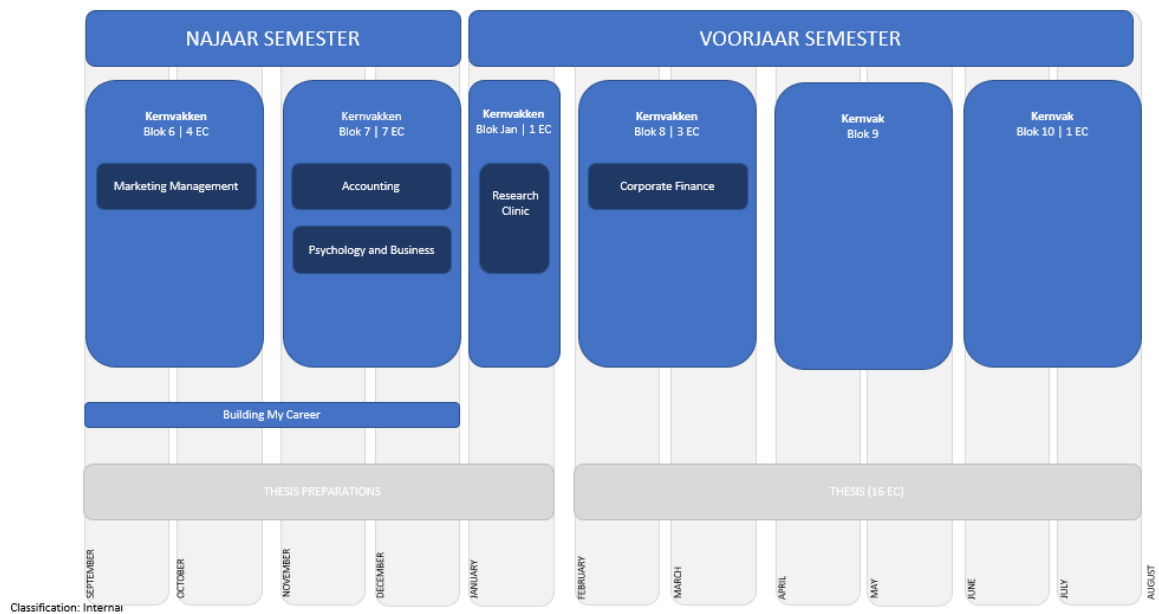 NAJAAR SEMESTER
VOORJAAR SEMESTER
Kernvakken
Blok 6 | 4 EC
Marketing Management
Kernvakken
Blok 7 | 7 EC
Accounting
Psychology and Business
Kernvakken
Blok Jan | 1 EC
Research
Clinic
Kernvakken
Blok 8 | 3 EC
Corporate Finance
Kernvak
Blok 9
Kernvak
Blok 10 | 1 EC
Building My Career
THESIS PREPARATIONS
THESIS (16 EC)
SEPTEMBER
OCTOBER
NOVEMBER
DECEMBER
JANUARY
FEBRUARY
MARCH
APRIL
MAY
JUNE
JULY
AUGUST
Classification: Internal